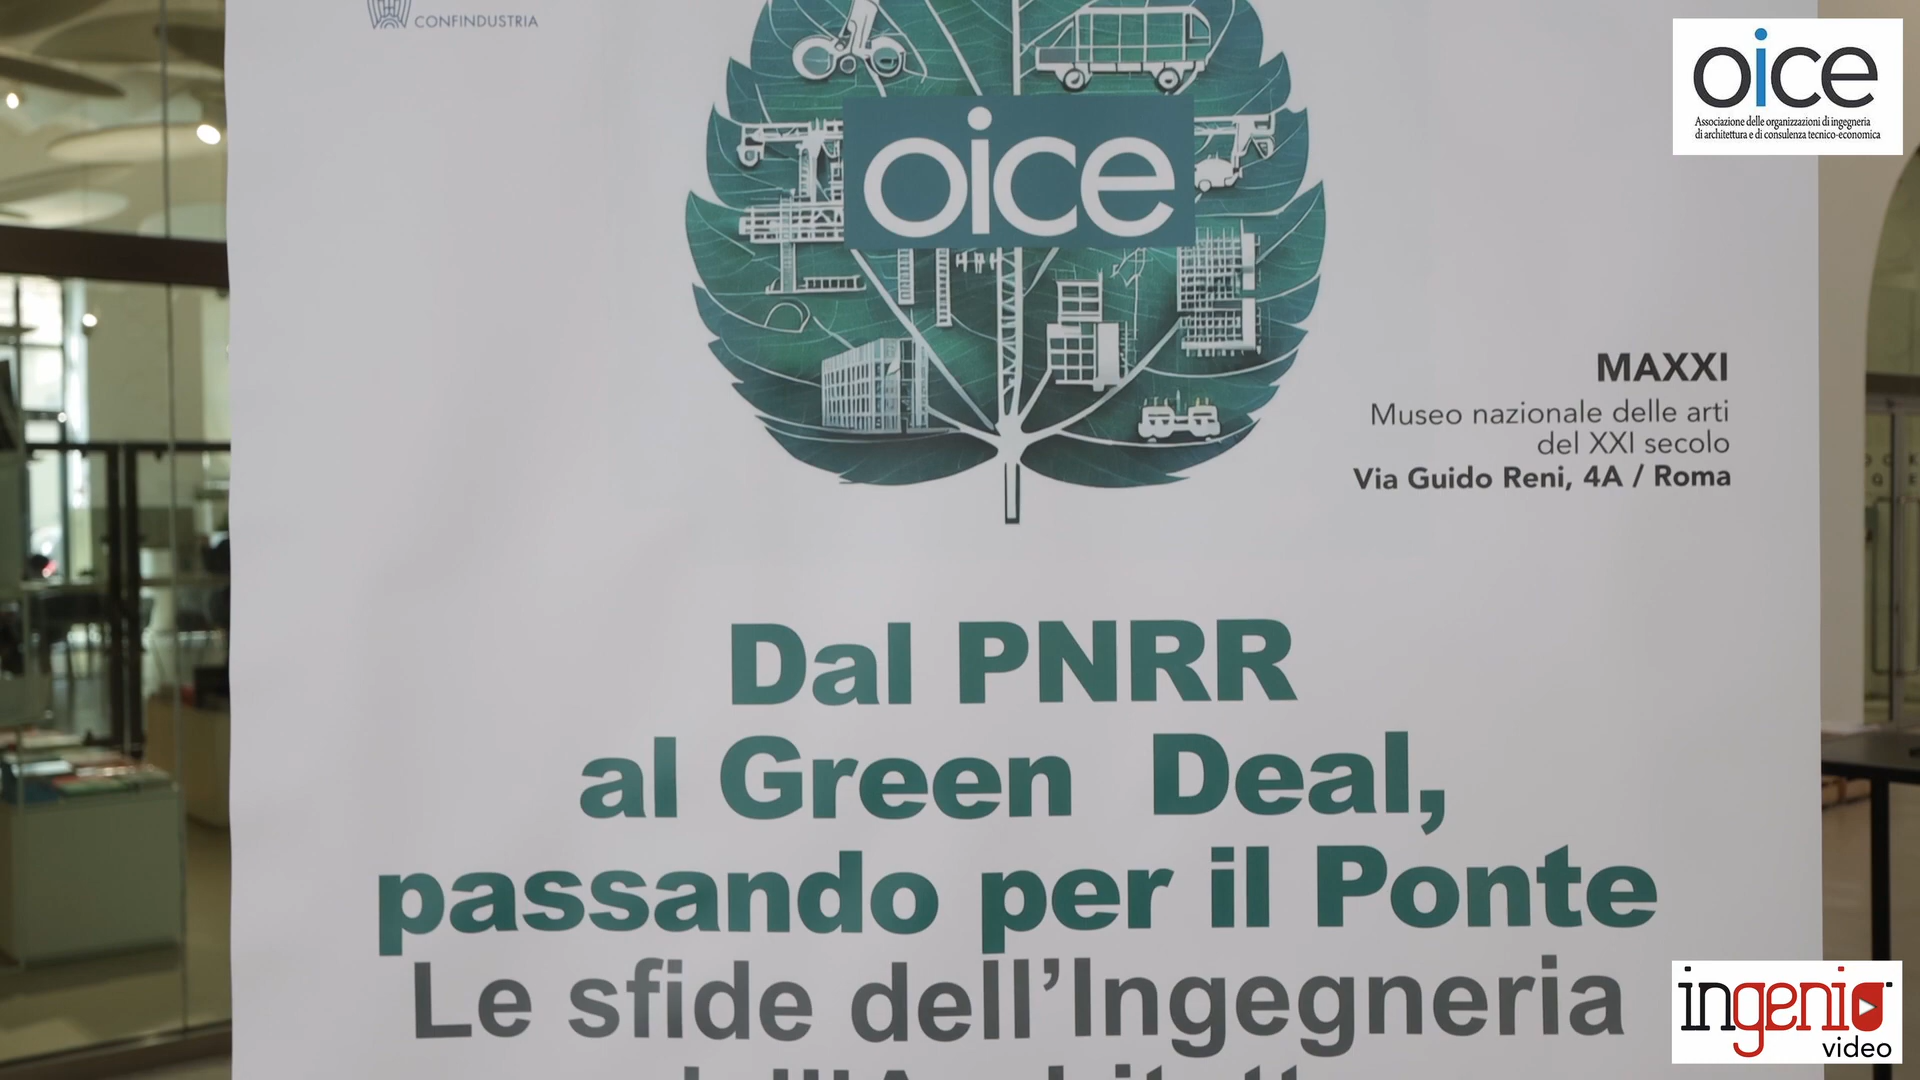 CONFINDUSTRIA
oice
oice
Associazione delle organizzazioni di ingegneria
di architettura e di consulenza tecnico-economica
MAXXI
Museo nazionale delle arti
del XXI secolo
Via Guido Reni, 4A / Roma
Dal PNRR
al Green Deal,
passando per il Ponte
Le sfide dell'Ingegneria
ingenio
video